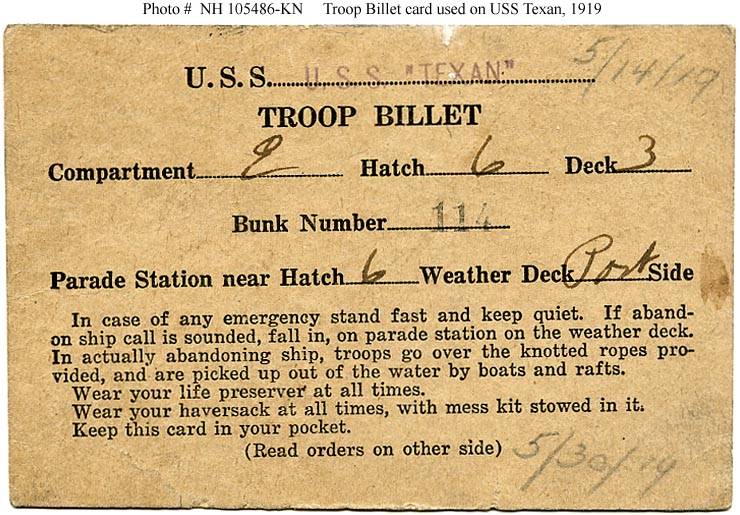 Photo # NH 105486-KN Troop Billet card used on USS Texan, 1919
5/14/19
U. S. S. U. S. S. "TEXAN"
TROOP BILLET
Compartment Hatch 6 Deck 3
Bunk Number 114
Parade Station near Hatch 6 Weather Deck Port Side
In case of any emergency stand fast and keep quiet. If aband-
on ship call is sounded, fall in, on parade station on the weather deck.
In actually abandoning ship, troops go over the knotted ropes pro-
vided, and are picked up out of the water by boats and rafts.
Wear your life preserver at all times.
Wear your haversack at all times, with mess kit stowed in it.
Keep this card in your pocket.
(Read orders on other side)
5/30/19